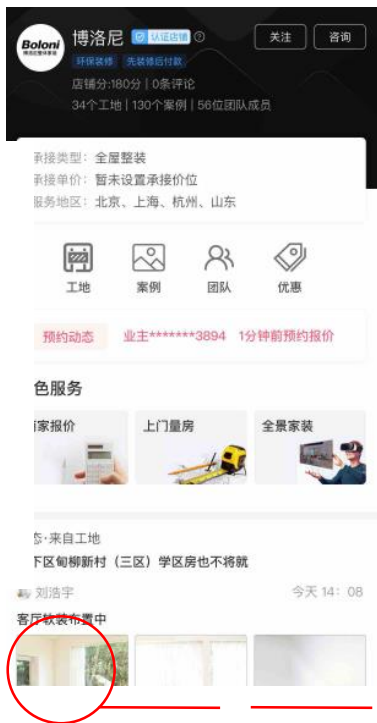 Boloni
博洛尼 认证店铺
关注 咨询
环保装修 先装修后付款
店铺分:180分 | 0条评论
34个工地 | 130个案例 | 56位团队成员
承接类型: 全屋整装
承接单价: 暂未设置承接价位
服务地区: 北京、上海、杭州、山东
工地 案例 团队 优惠
预约动态 业主*******3894 1分钟前预约报价
色服务
家报价 上门量房 全景家装
态·来自工地
下区甸柳新村（三区）学区房也不将就
刘浩宇 今天 14: 08
客厅软装布置中